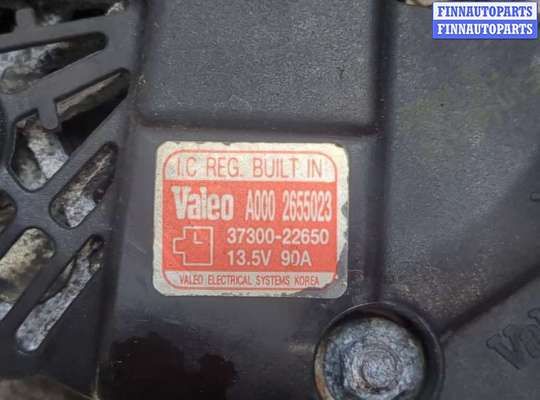 FINNAUTOPARTS
FINNAUTOPARTS
I.C REG. BUILT IN
Valeo A000 2655023
37300-22650
13.5V 90A
VALEO ELECTRICAL SYSTEMS KOREA